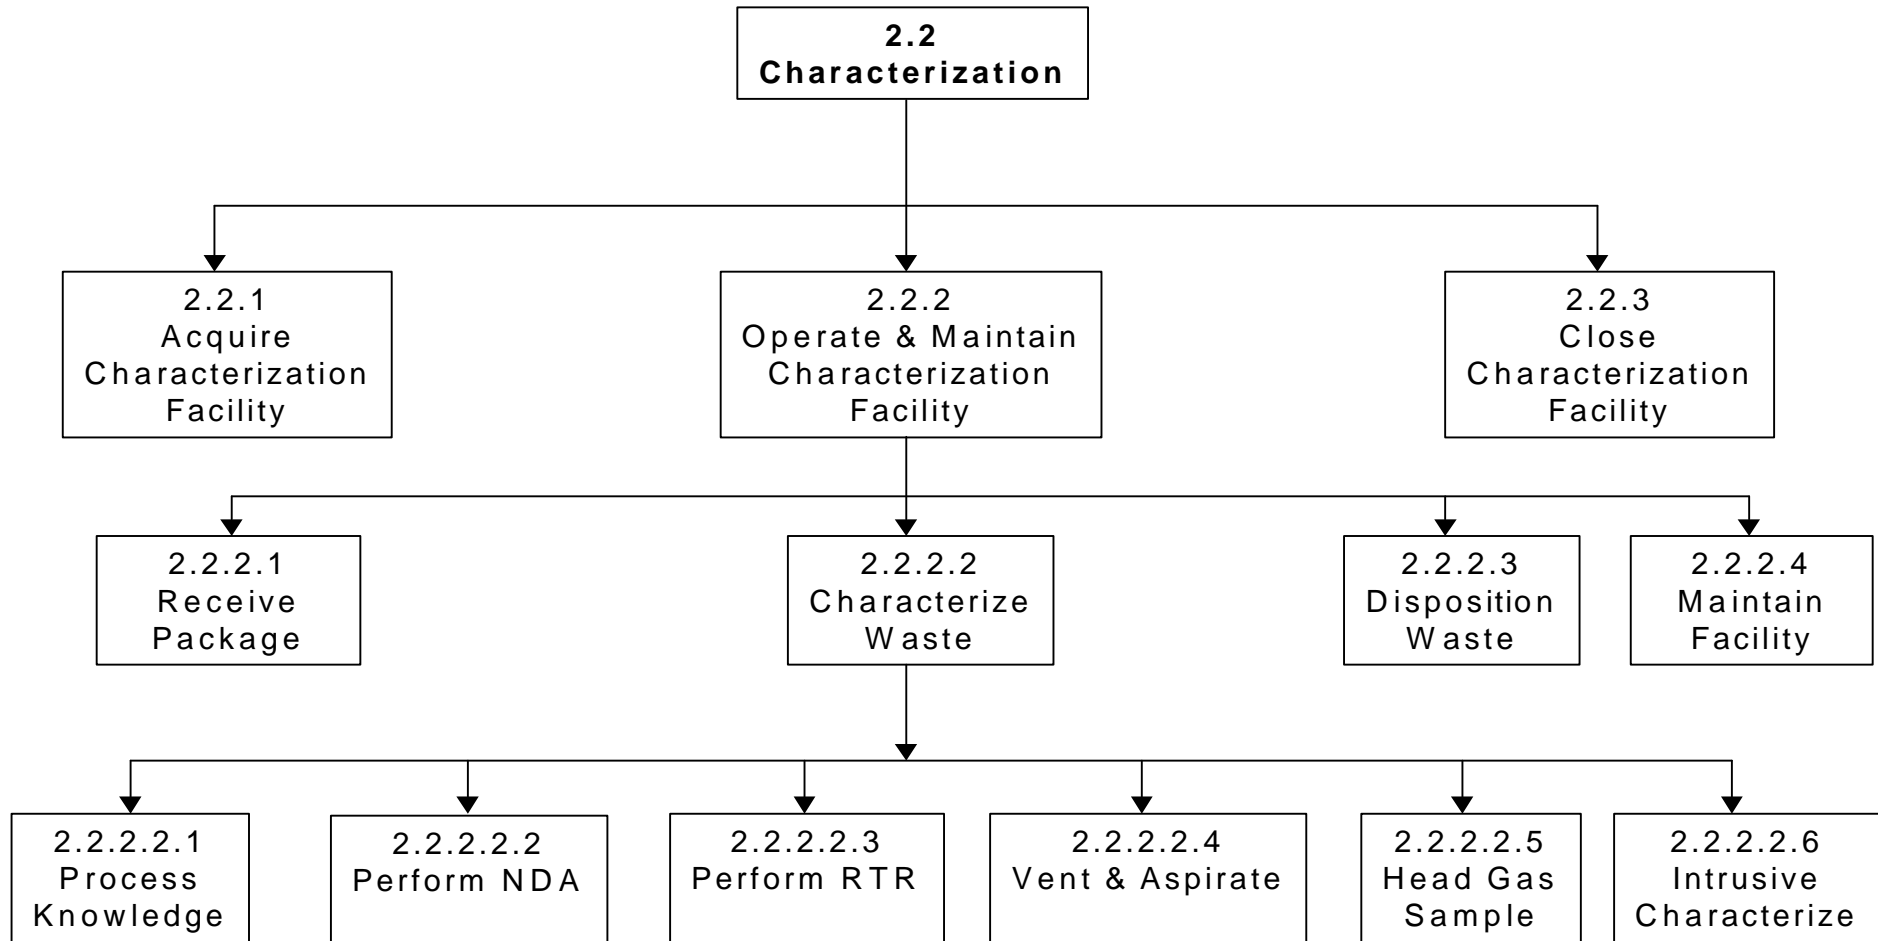 2.2
Characterization
2.2.1
Acquire
Characterization
Facility
2.2.2
Operate & Maintain
Characterization
Facility
2.2.3
Close
Characterization
Facility
2.2.2.1
Receive
Package
2.2.2.2
Characterize
Waste
2.2.2.3
Disposition
Waste
2.2.2.4
Maintain
Facility
2.2.2.2.1
Process
Knowledge
2.2.2.2.2
Perform NDA
2.2.2.2.3
Perform RTR
2.2.2.2.4
Vent & Aspirate
2.2.2.2.5
Head Gas
Sample
2.2.2.2.6
Intrusive
Characterize